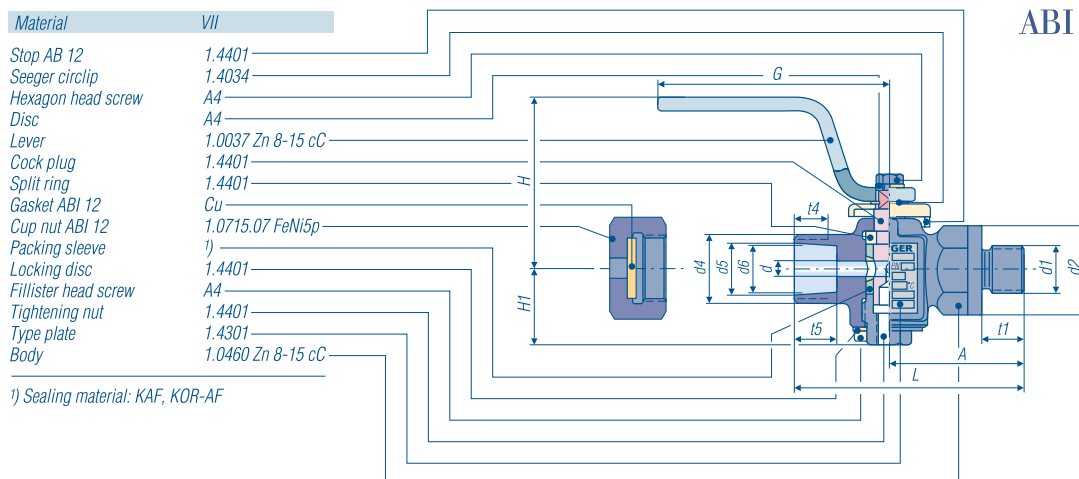 Material VII
ABI
Stop AB 12 1.4401
Seeger circlip 1.4034
Hexagon head screw A4
Disc A4
Lever 1.0037 Zn 8-15 cC
Cock plug 1.4401
Split ring 1.4401
Gasket ABI 12 Cu
Cup nut ABI 12 1.0715.07 FeNi5p
Packing sleeve 1)
Locking disc 1.4401
Fillister head screw A4
Tightening nut 1.4401
Type plate 1.4301
Body 1.0460 Zn 8-15 cC
1) Sealing material: KAF, KOR-AF
G
H
H1
t4
d4
d5
d6
d
t5
GER
EN
°C
d1
d2
t1
A
L